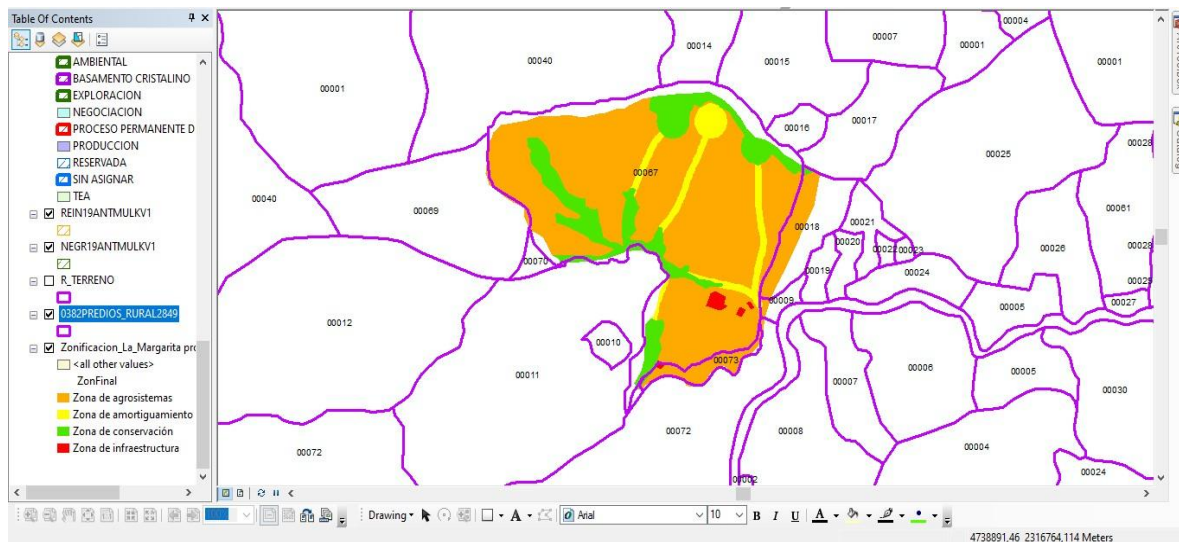 Table Of Contents
AMBIENTAL
BASAMENTO CRISTALINO
EXPLORACION
NEGOCIACION
PROCESO PERMANENTE D
PRODUCCION
RESERVADA
SIN ASIGNAR
TEA
REIN19ANTMULKV1
NEGR19ANTMULKV1
R_TERRENO
0382PREDIOS_RURAL2849
Zonificacion_La_Margarita pro
<all other values>
ZonFinal
Zona de agrosistemas
Zona de amortiguamiento
Zona de conservación
Zona de infraestructura
00004
00007
00014
00040
00001
00015
00001
00001
00016
00017
00028
00025
00067
00040
00069
00061
00018
00021
00020
00022
00023
00026
00028
00070
00024
00019
00029
00009
00005
00027
00012
00010
00073
00011
00007
00006
00005
00030
00072
00008
00004
00072
00024
00002
Drawing
Arial
10
B I U A
4738891,46 2316764,114 Meters